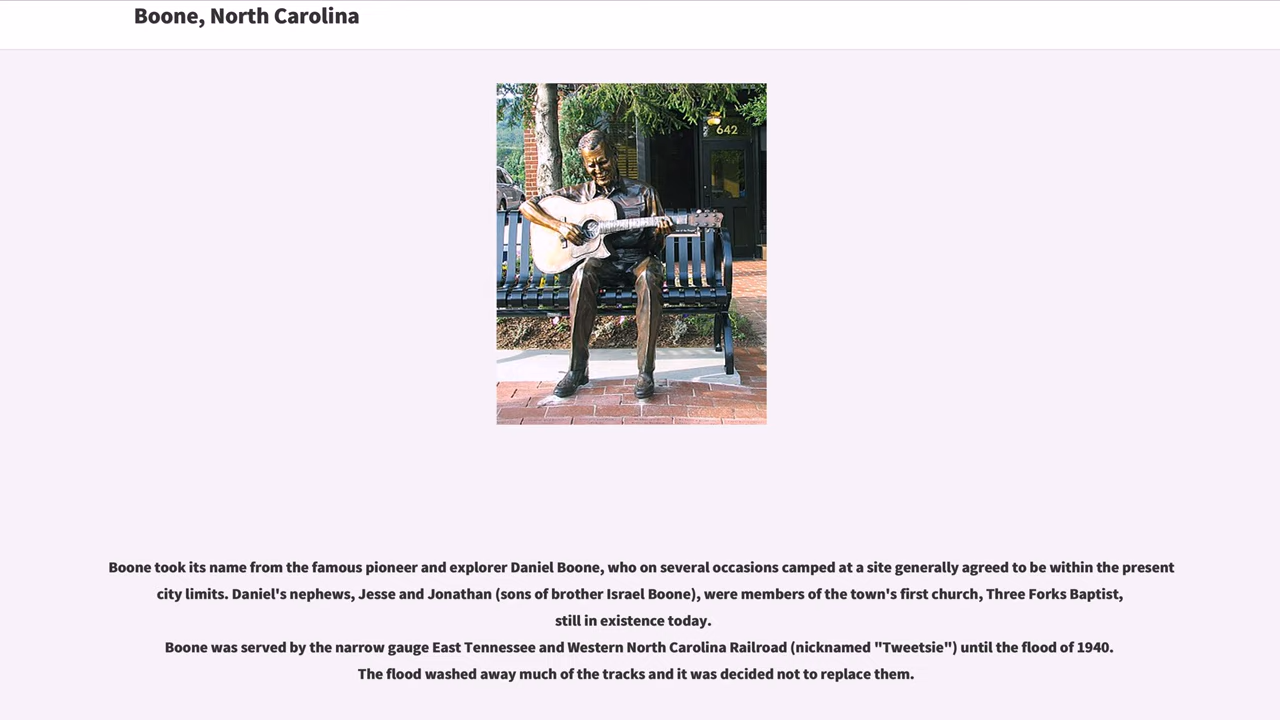 Boone, North Carolina
642
Boone took its name from the famous pioneer and explorer Daniel Boone, who on several occasions camped at a site generally agreed to be within the present
city limits. Daniel's nephews, Jesse and Jonathan (sons of brother Israel Boone), were members of the town's first church, Three Forks Baptist,
still in existence today.
Boone was served by the narrow gauge East Tennessee and Western North Carolina Railroad (nicknamed "Tweetsie") until the flood of 1940.
The flood washed away much of the tracks and it was decided not to replace them.